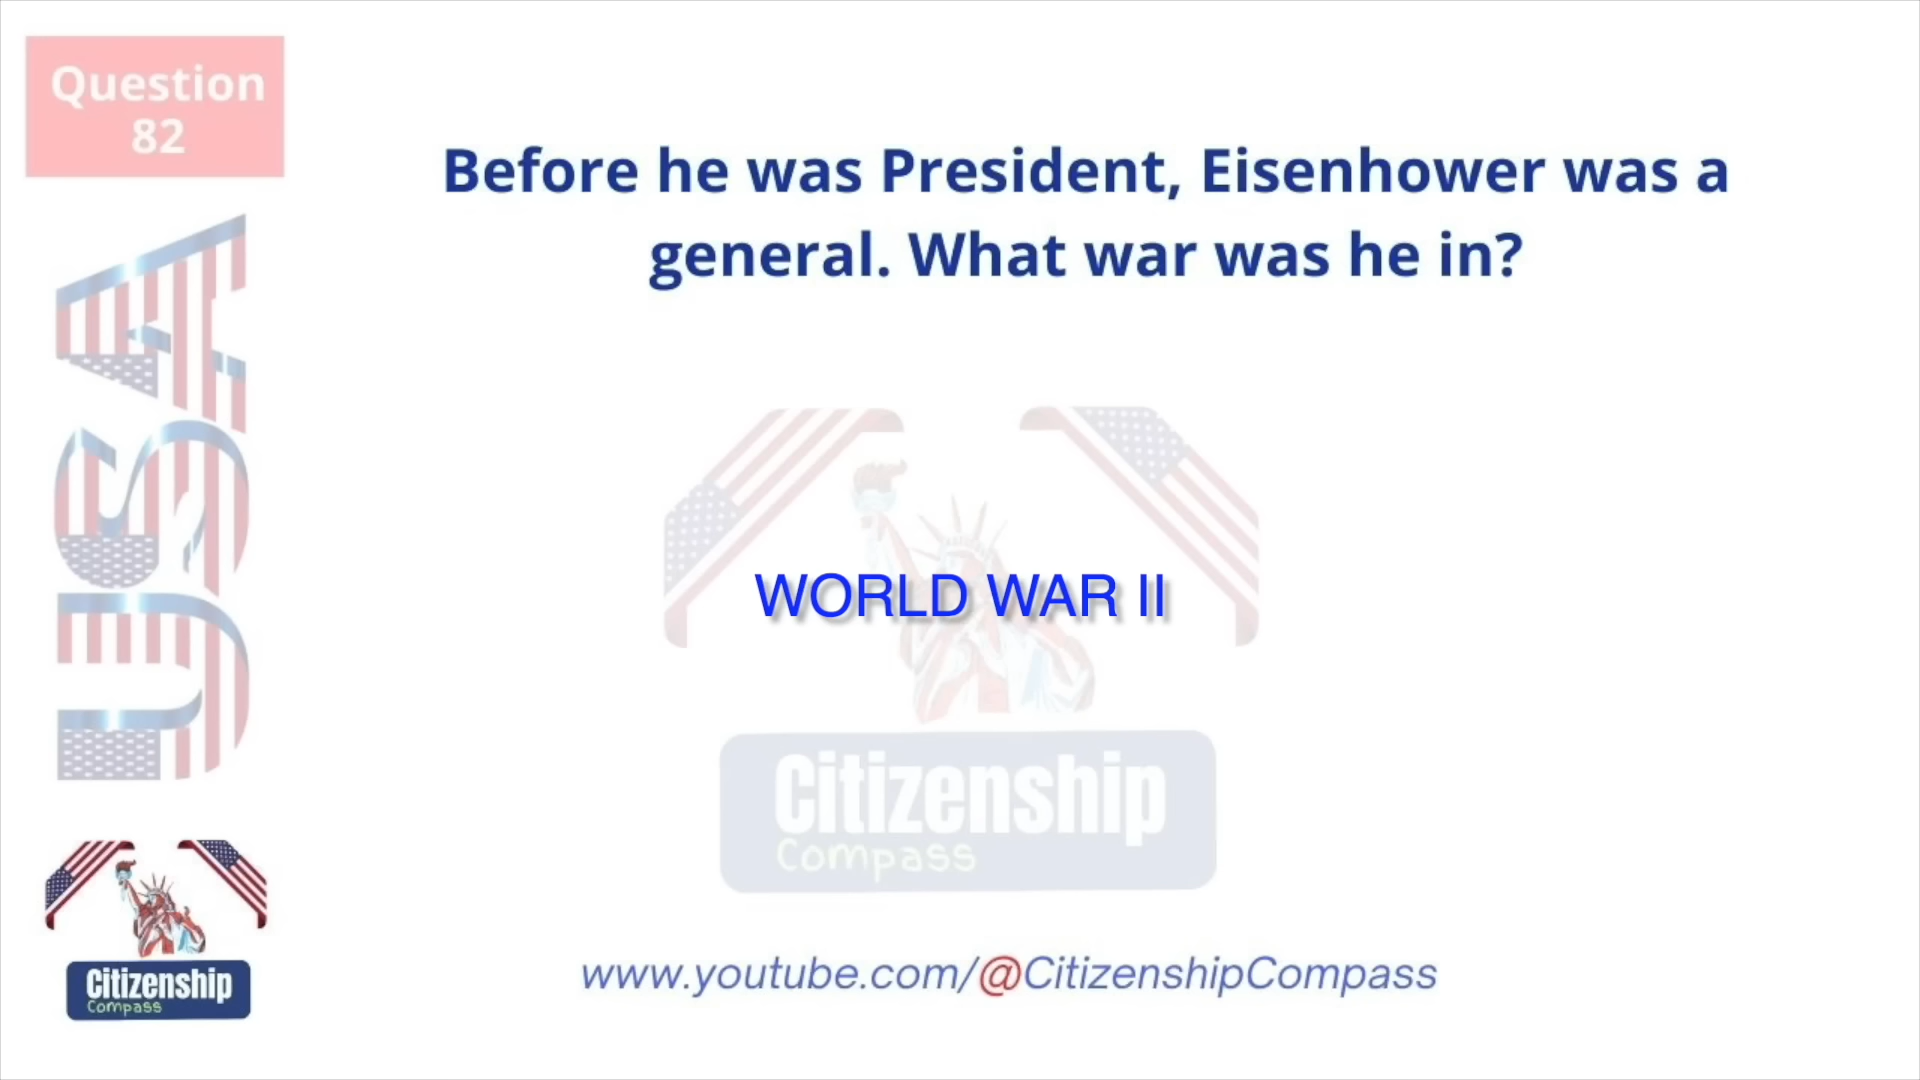 Question
82
Before he was President, Eisenhower was a
general. What war was he in?
USA
WORLD WAR II
Citizenship
Compass
Citizenship
Compass
www.youtube.com/@CitizenshipCompass